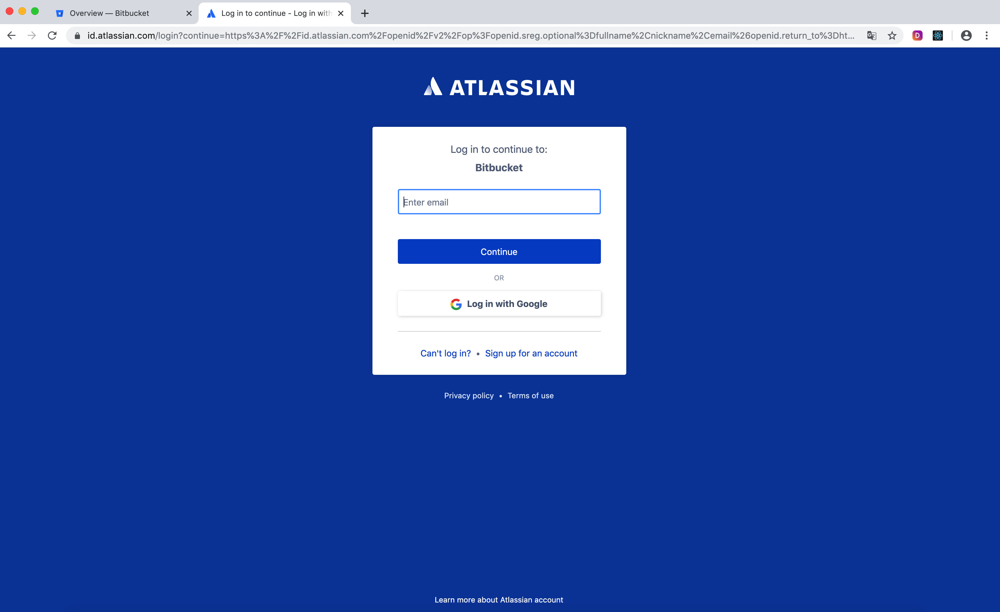 Overview — Bitbucket
Log in to continue - Log in with
id.atlassian.com/login?continue=https%3A%2F%2Fid.atlassian.com%2Fopenid%2Fv2%2Fop%3Fopenid.sreg.optional%3Dfullname%2Cnickname%2Cemail%26openid.return_to%3Dht...
D
ATLASSIAN
Log in to continue to:
Bitbucket
Enter email
Continue
OR
Log in with Google
Can't log in? • Sign up for an account
Privacy policy • Terms of use
Learn more about Atlassian account